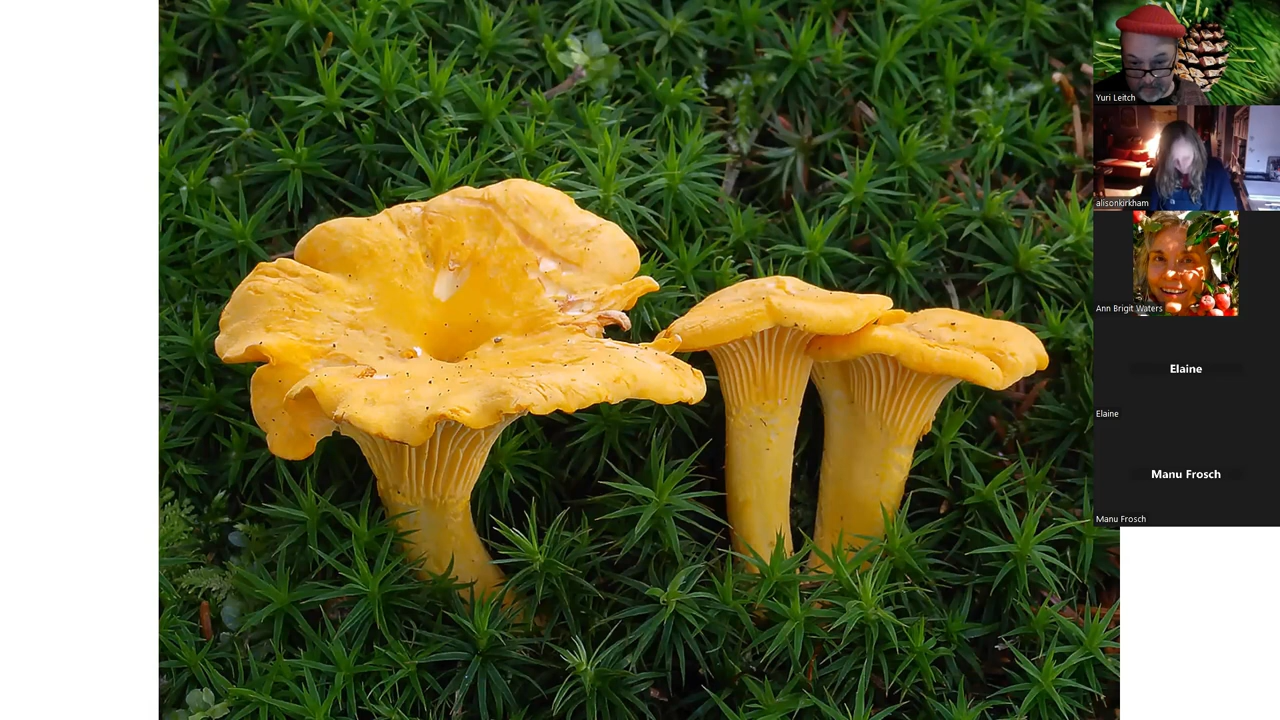 Yuri Leitch
alisonkirkham
Ann Brigit Waters
Elaine
Elaine
Manu Frosch
Manu Frosch